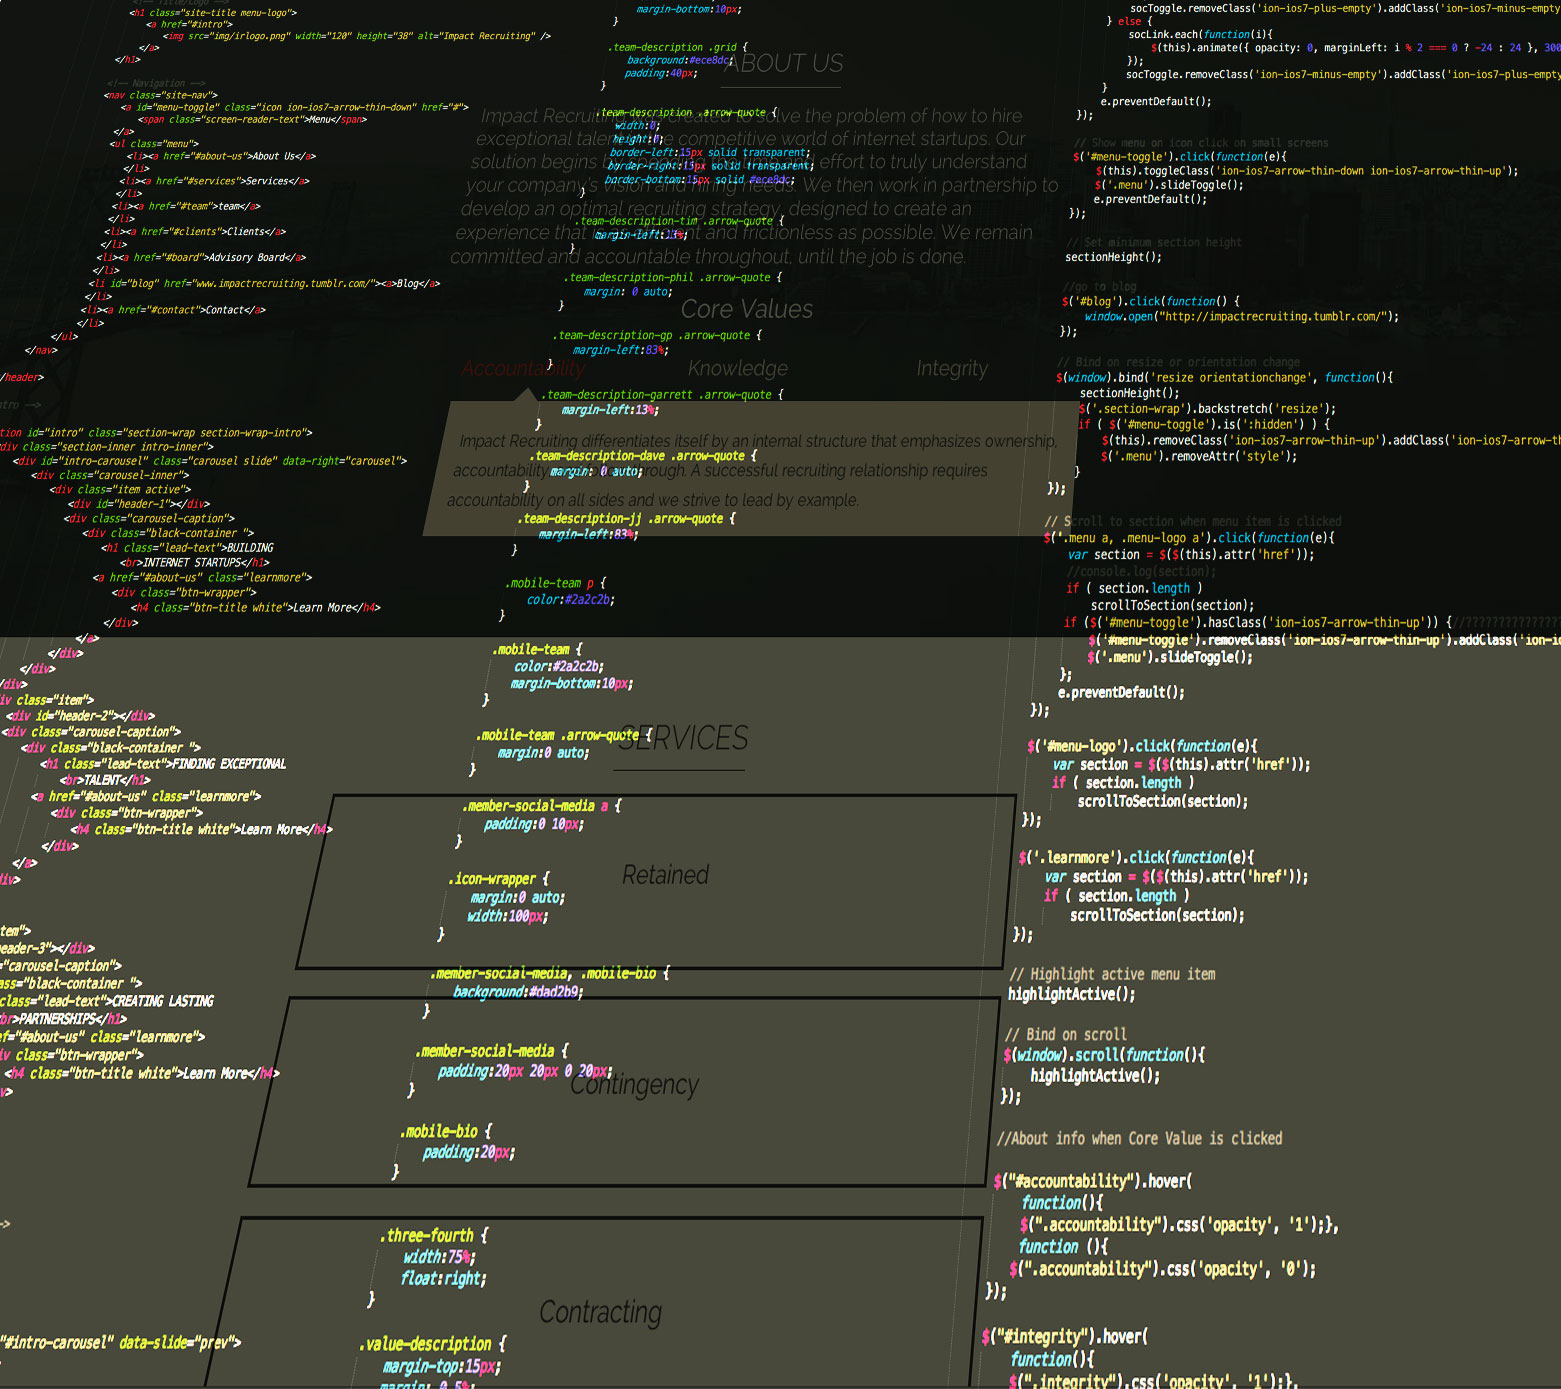 <!-- Title/Logo -->
<h1 class="site-title menu-logo">
<a href="#intro">
<img src="img/irlogo.png" width="120" height="38" alt="Impact Recruiting" />
</a>
</h1>
<!-- Navigation -->
<nav class="site-nav">
<a id="menu-toggle" class="icon ion-ios7-arrow-thin-down" href="#">
<span class="screen-reader-text">Menu</span>
</a>
<ul class="menu">
<li><a href="#about-us">About Us</a>
</li>
<li><a href="#services">Services</a>
</li>
<li><a href="#team">team</a>
</li>
<li><a href="#clients">Clients</a>
</li>
<li><a href="#board">Advisory Board</a>
</li>
<li id="blog" href="www.impactrecruiting.tumblr.com/"><a>Blog</a>
</li>
<li><a href="#contact">Contact</a>
</li>
</ul>
</nav>
/header>
ntro -->
tion id="intro" class="section-wrap section-wrap-intro">
div class="section-inner intro-inner">
<div id="intro-carousel" class="carousel slide" data-right="carousel">
<div class="carousel-inner">
<div class="item active">
<div id="header-1"></div>
<div class="carousel-caption">
<div class="black-container ">
<h1 class="lead-text">BUILDING
<br>INTERNET STARTUPS</h1>
<a href="#about-us" class="learnmore">
<div class="btn-wrapper">
<h4 class="btn-title white">Learn More</h4>
</div>
</a>
</div>
</div>
/div>
iv class="item">
<div id="header-2"></div>
<div class="carousel-caption">
<div class="black-container ">
<h1 class="lead-text">FINDING EXCEPTIONAL
<br>TALENT</h1>
<a href="#about-us" class="learnmore">
<div class="btn-wrapper">
<h4 class="btn-title white">Learn More</h4>
</div>
</a>
div>
tem">
eader-3"></div>
="carousel-caption">
ass="black-container ">
class="lead-text">CREATING LASTING
br>PARTNERSHIPS</h1>
ef="#about-us" class="learnmore">
iv class="btn-wrapper">
<h4 class="btn-title white">Learn More</h4>
v>
->
"#intro-carousel" data-slide="prev">
margin-bottom:10px;
}
.team-description .grid {
background:#ece8dc;
padding:40px;
}
.team-description .arrow-quote {
width:0;
height:0;
border-left:15px solid transparent;
border-right:15px solid transparent;
border-bottom:15px solid #ece8dc;
}
.team-description-tim .arrow-quote {
margin-left:13%;
}
.team-description-phil .arrow-quote {
margin: 0 auto;
}
.team-description-gp .arrow-quote {
margin-left:83%;
}
.team-description-garrett .arrow-quote {
margin-left:13%;
}
.team-description-dave .arrow-quote {
margin: 0 auto;
}
.team-description-jj .arrow-quote {
margin-left:83%;
}
.mobile-team p {
color:#2a2c2b;
}
.mobile-team {
color:#2a2c2b;
margin-bottom:10px;
}
.mobile-team .arrow-quote {
margin:0 auto;
}
.member-social-media a {
padding:0 10px;
}
.icon-wrapper {
margin:0 auto;
width:100px;
}
.member-social-media, .mobile-bio {
background:#dad2b9;
}
.member-social-media {
padding:20px 20px 0 20px;
}
.mobile-bio {
padding:20px;
}
.three-fourth {
width:75%;
float:right;
}
.value-description {
margin-top:15px;
margin: 0 5%;
ABOUT US
Impact Recruiting was created to solve the problem of how to hire
exceptional talent in the competitive world of internet startups. Our
solution begins by spending the time and effort to truly understand
your company's vision and hiring needs. We then work in partnership to
develop an optimal recruiting strategy, designed to create an
experience that is as efficient and frictionless as possible. We remain
committed and accountable throughout, until the job is done.
Core Values
Accountability Knowledge Integrity
Impact Recruiting differentiates itself by an internal structure that emphasizes ownership,
accountability through. A successful recruiting relationship requires
accountability on all sides and we strive to lead by example.
SERVICES
Retained
Contingency
Contracting
socToggle.removeClass('ion-ios7-plus-empty').addClass('ion-ios7-minus-empty
} else {
socLink.each(function(i){
$(this).animate({ opacity: 0, marginLeft: i % 2 === 0 ? -24 : 24 }, 300
});
socToggle.removeClass('ion-ios7-minus-empty').addClass('ion-ios7-plus-empty
}
e.preventDefault();
});
// Show menu on icon click on small screens
$('#menu-toggle').click(function(e){
$(this).toggleClass('ion-ios7-arrow-thin-down ion-ios7-arrow-thin-up');
$('.menu').slideToggle();
e.preventDefault();
});
// Set minimum section height
sectionHeight();
//go to blog
$('#blog').click(function() {
window.open("http://impactrecruiting.tumblr.com/");
});
// Bind on resize or orientation change
$(window).bind('resize orientationchange', function(){
sectionHeight();
$('.section-wrap').backstretch('resize');
if ( $('#menu-toggle').is(':hidden') ) {
$(this).removeClass('ion-ios7-arrow-thin-up').addClass('ion-ios7-arrow-th
$('.menu').removeAttr('style');
}
});
// Scroll to section when menu item is clicked
$('.menu a, .menu-logo a').click(function(e){
var section = $($(this).attr('href'));
//console.log(section);
if ( section.length )
scrollToSection(section);
if ($('#menu-toggle').hasClass('ion-ios7-arrow-thin-up')) {//???????????????
$('#menu-toggle').removeClass('ion-ios7-arrow-thin-up').addClass('ion-io
$('.menu').slideToggle();
};
e.preventDefault();
});
$('#menu-logo').click(function(e){
var section = $($(this).attr('href'));
if ( section.length )
scrollToSection(section);
});
$('.learnmore').click(function(e){
var section = $($(this).attr('href'));
if ( section.length )
scrollToSection(section);
});
// Highlight active menu item
highlightActive();
// Bind on scroll
$(window).scroll(function(){
highlightActive();
});
//About info when Core Value is clicked
$("#accountability").hover(
function(){
$(".accountability").css('opacity', '1');},
function (){
$(".accountability").css('opacity', '0');
});
$("#integrity").hover(
function(){
$(".integrity").css('opacity', '1');},